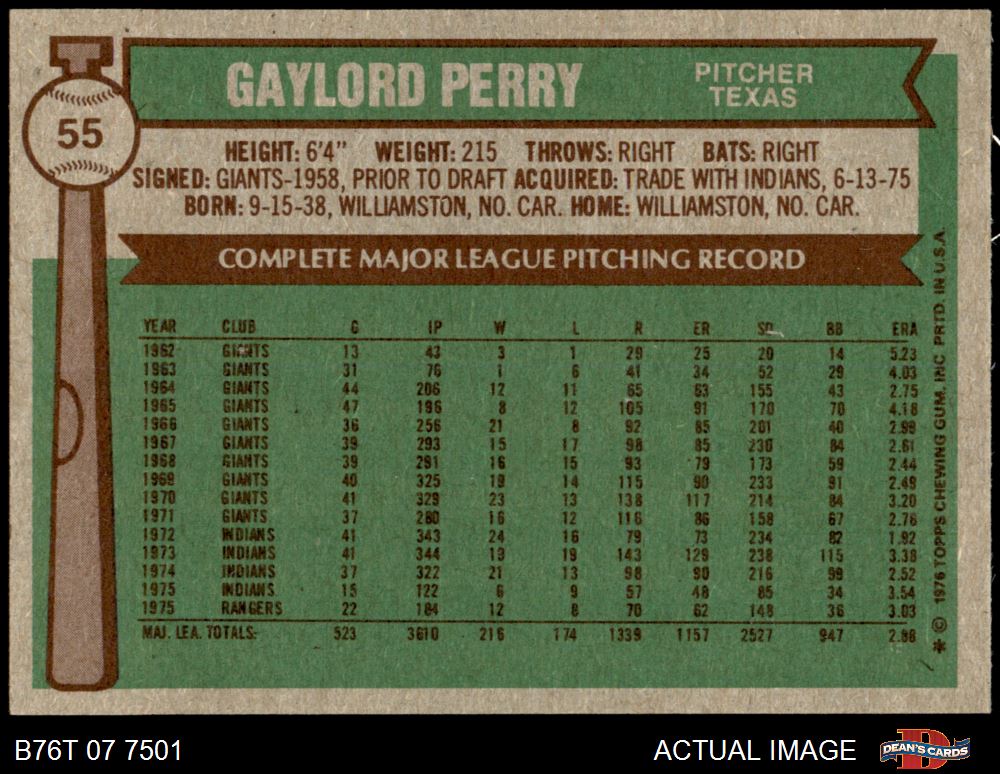 GAYLORD PERRY
PITCHER
TEXAS
55
HEIGHT: 6'4" WEIGHT: 215 THROWS: RIGHT BATS: RIGHT
SIGNED: GIANTS-1958, PRIOR TO DRAFT ACQUIRED: TRADE WITH INDIANS, 6-13-75
BORN: 9-15-38, WILLIAMSTON, NO. CAR. HOME: WILLIAMSTON, NO. CAR.
COMPLETE MAJOR LEAGUE PITCHING RECORD
YEAR CLUB G IP W L R ER SO BB ERA
1962 GIANTS 13 43 3 1 29 25 20 14 5.23
1963 GIANTS 31 76 1 6 41 34 52 29 4.03
1964 GIANTS 44 206 12 11 65 63 155 43 2.75
1965 GIANTS 47 196 8 12 105 91 170 70 4.18
1966 GIANTS 36 256 21 8 92 85 201 40 2.99
1967 GIANTS 39 293 15 17 98 85 230 84 2.61
1968 GIANTS 39 291 16 15 93 79 173 59 2.44
1969 GIANTS 40 325 19 14 115 90 233 91 2.49
1970 GIANTS 41 329 23 13 138 117 214 84 3.20
1971 GIANTS 37 280 16 12 116 86 158 67 2.76
1972 INDIANS 41 343 24 16 79 73 234 82 1.92
1973 INDIANS 41 344 19 19 143 129 238 115 3.38
1974 INDIANS 37 322 21 13 98 90 216 99 2.52
1975 INDIANS 15 122 6 9 57 48 85 34 3.54
1975 RANGERS 22 184 12 8 70 62 148 36 3.03
MAJ. LEA. TOTALS: 523 3610 216 174 1339 1157 2527 947 2.88
* © 1976 TOPPS CHEWING GUM, INC. PRTD. IN U.S.A.
B76T 07 7501
ACTUAL IMAGE
DEAN'S CARDS